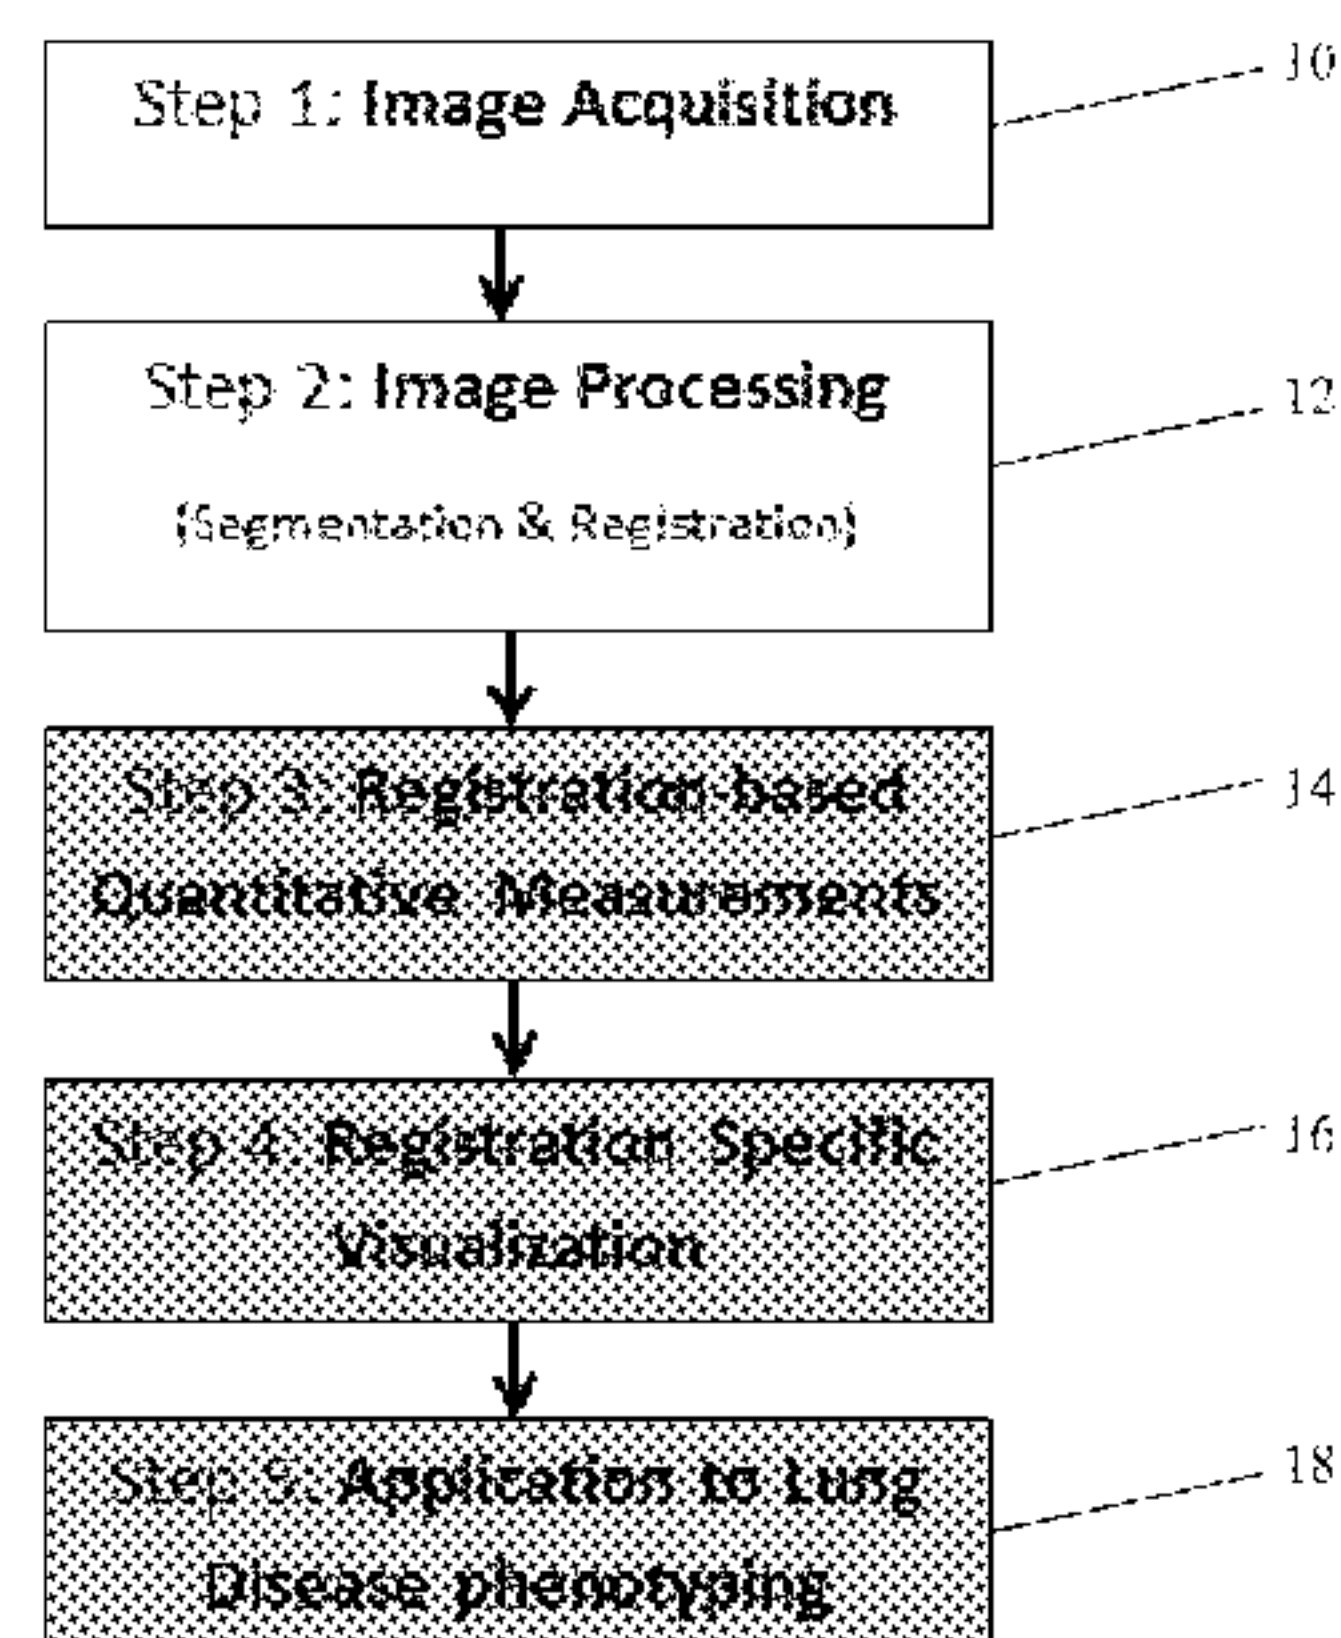 Step 1: Image Acquisition
10
Step 2: Image Processing
12
(Segmentation & Registration)
Step 3: Registration-based
14
Quantitative Measurements
Step 4: Registration Specific
16
Visualization
Step 5: Application to Lung
18
Disease phenotyping